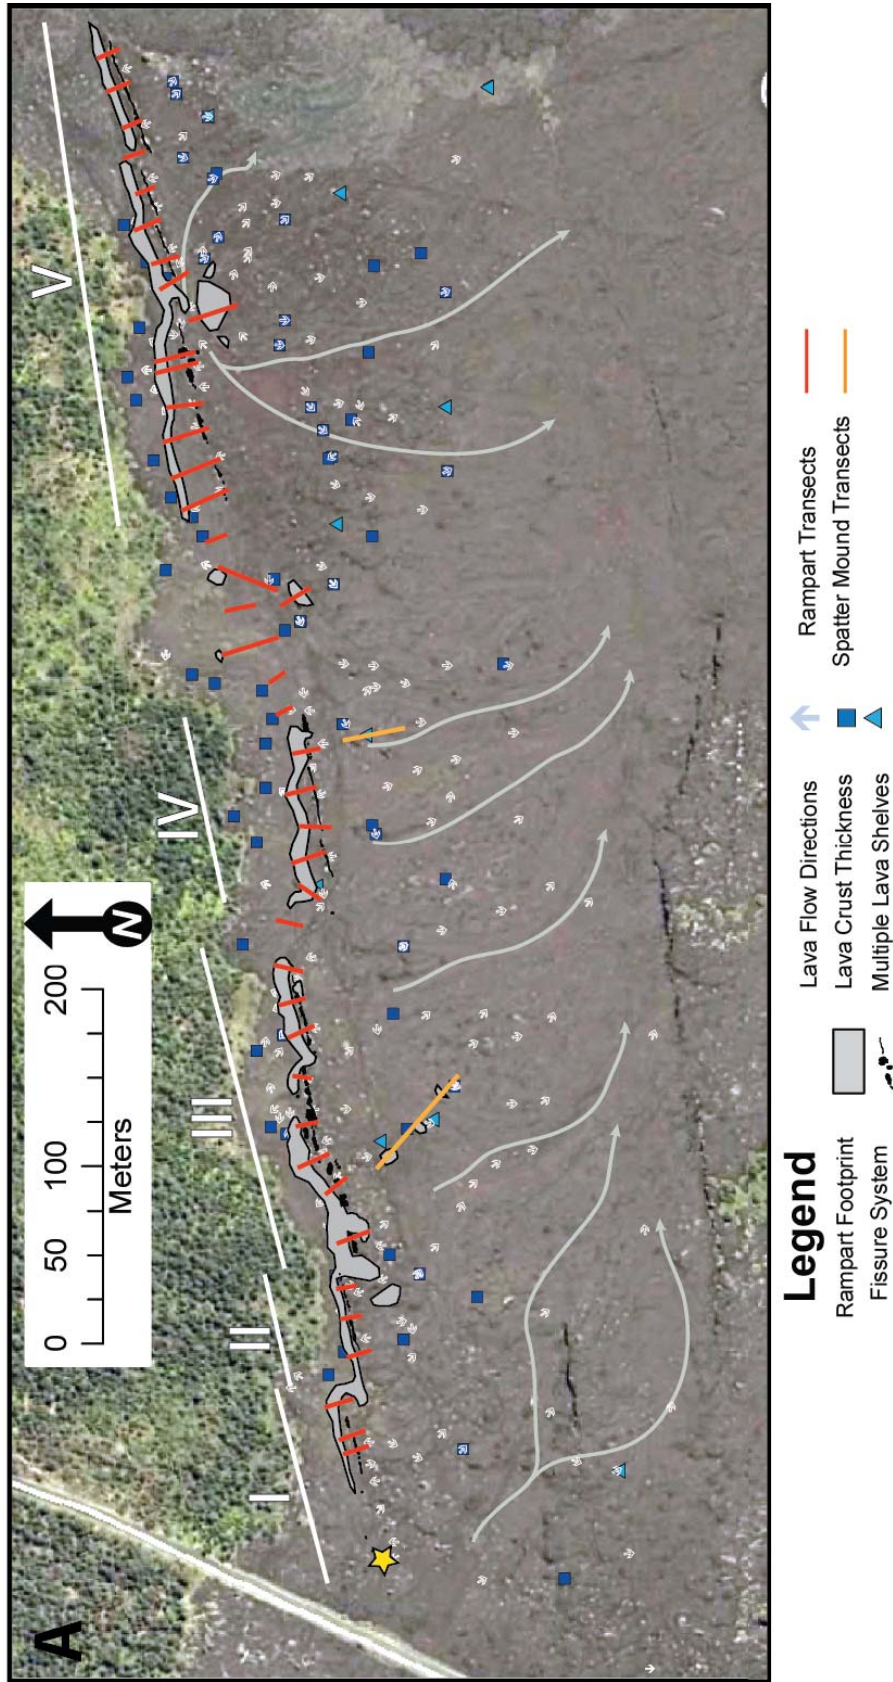 A
0 50 100 200
Meters
N
I
II
III
IV
V
Legend
Rampart Footprint
Fissure System
Lava Flow Directions
Lava Crust Thickness
Multiple Lava Shelves
Rampart Transects
Spatter Mound Transects